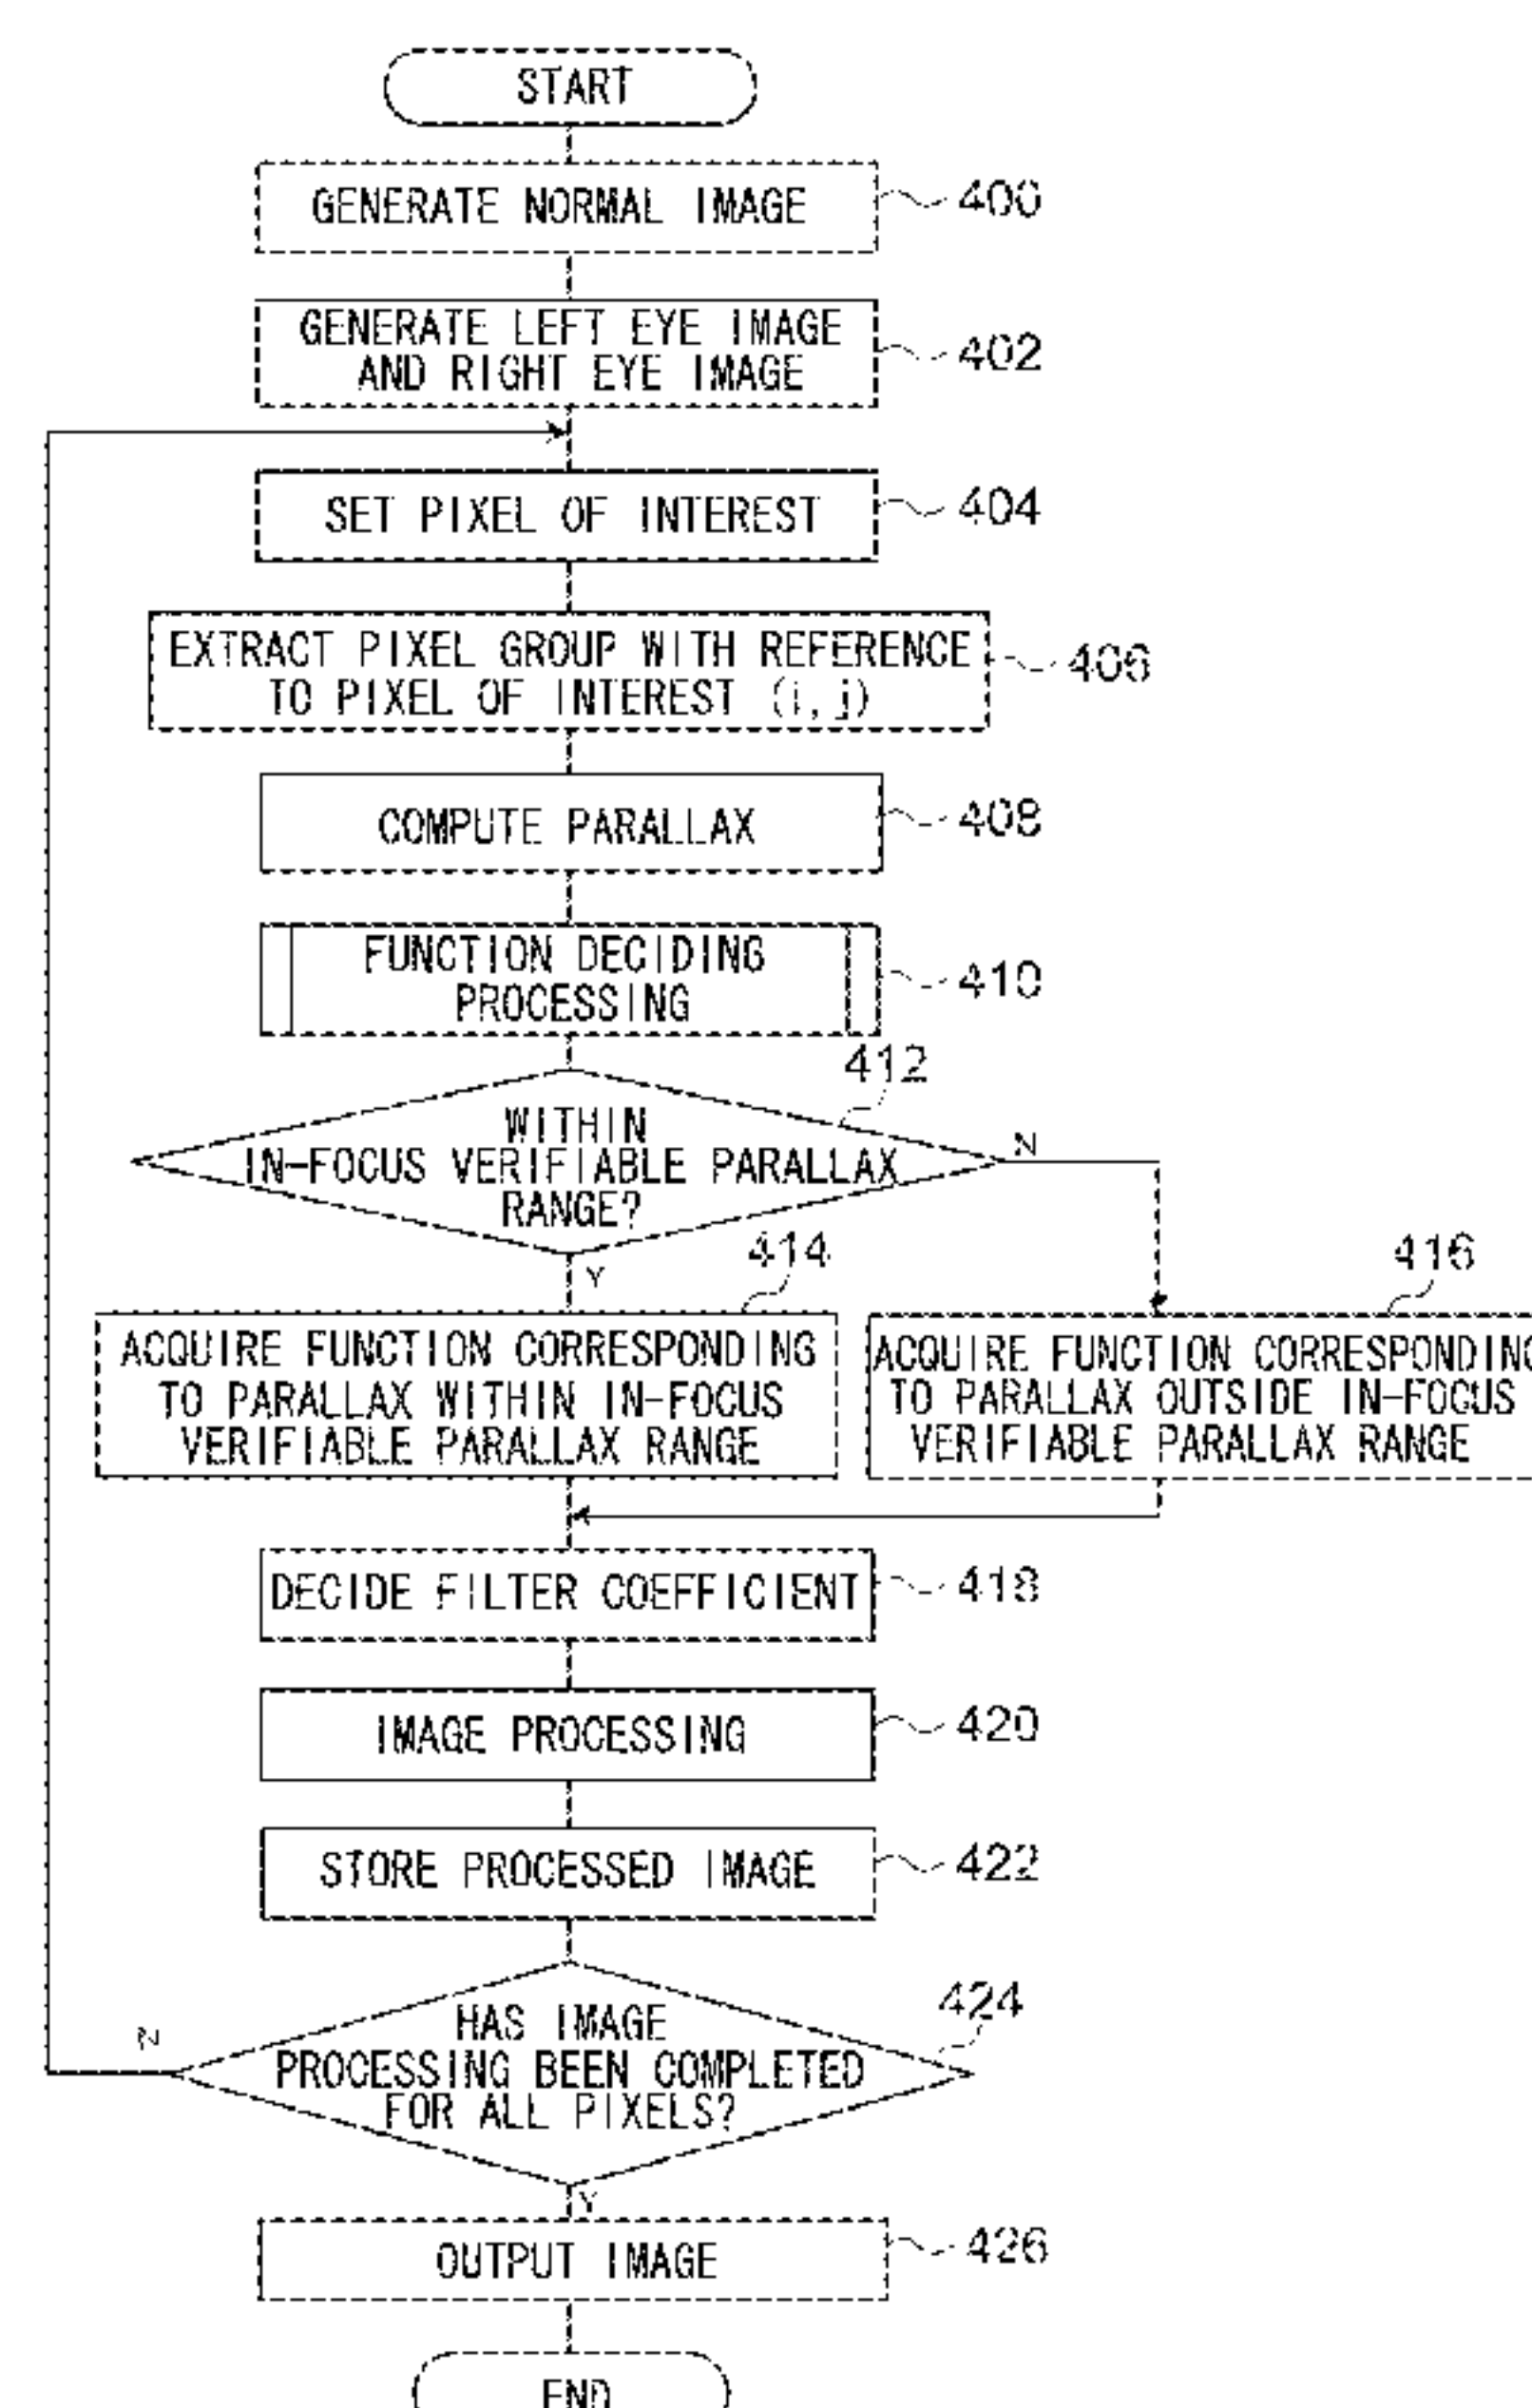 START
GENERATE NORMAL IMAGE
400
GENERATE LEFT EYE IMAGE
AND RIGHT EYE IMAGE
402
SET PIXEL OF INTEREST
404
EXTRACT PIXEL GROUP WITH REFERENCE
TO PIXEL OF INTEREST (i, j)
406
COMPUTE PARALLAX
408
FUNCTION DECIDING
PROCESSING
410
412
WITHIN
IN-FOCUS VERIFIABLE PARALLAX
RANGE?
N
Y
414
ACQUIRE FUNCTION CORRESPONDING
TO PARALLAX WITHIN IN-FOCUS
VERIFIABLE PARALLAX RANGE
416
ACQUIRE FUNCTION CORRESPONDING
TO PARALLAX OUTSIDE IN-FOCUS
VERIFIABLE PARALLAX RANGE
DECIDE FILTER COEFFICIENT
418
IMAGE PROCESSING
420
STORE PROCESSED IMAGE
422
424
HAS IMAGE
PROCESSING BEEN COMPLETED
FOR ALL PIXELS?
N
Y
OUTPUT IMAGE
426
END